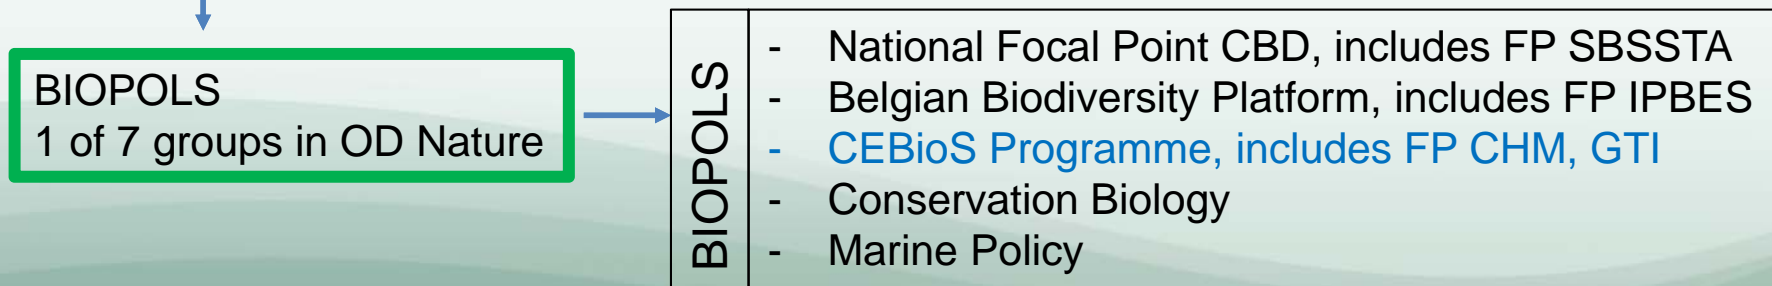 BIOPOLS
1 of 7 groups in OD Nature
BIOPOLS
- National Focal Point CBD, includes FP SBSSTA
- Belgian Biodiversity Platform, includes FP IPBES
- CEBioS Programme, includes FP CHM, GTI
- Conservation Biology
- Marine Policy